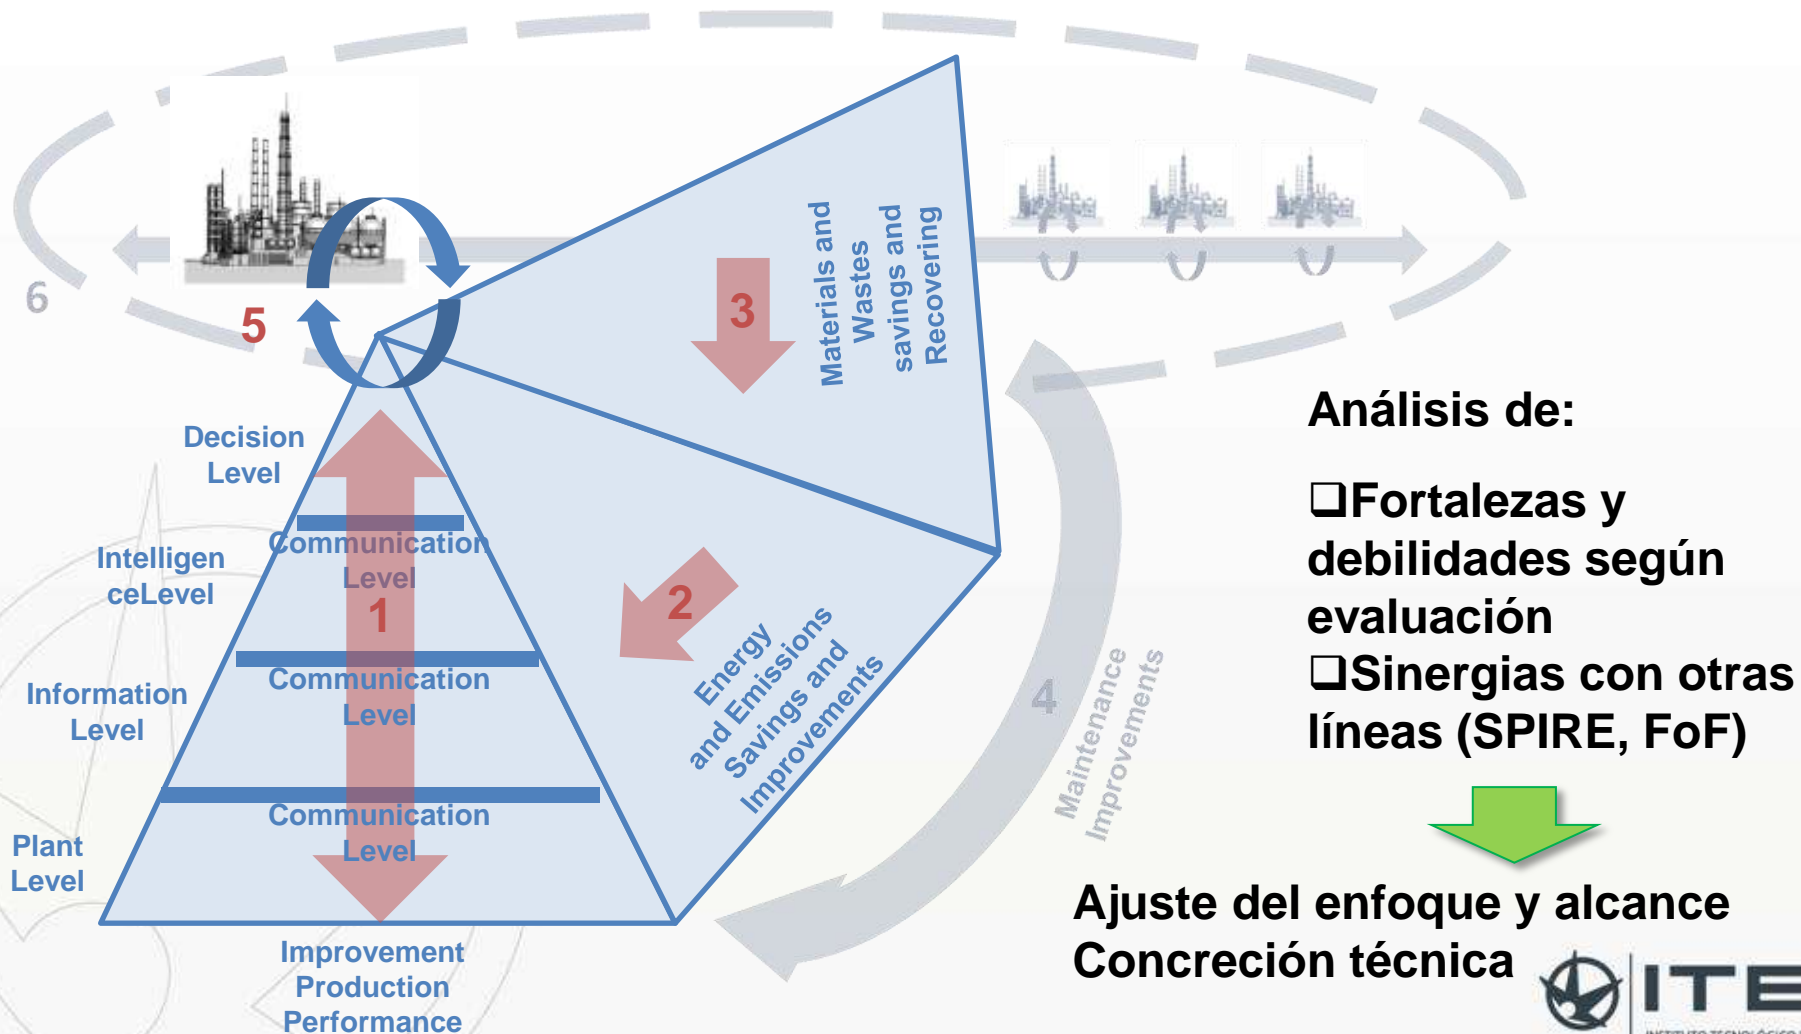 6
5
3
Materials and
Wastes
savings and
Recovering
Decision
Level
Communication
Level
Intelligen
ceLevel
1
2
Energy
and Emissions
Savings and
Improvements
4
Maintenance
Improvements
Communication
Level
Information
Level
Communication
Level
Plant
Level
Improvement
Production
Performance
Análisis de:
❑Fortalezas y
debilidades según
evaluación
❑Sinergias con otras
líneas (SPIRE, FoF)
Ajuste del enfoque y alcance
Concreción técnica
ITE
INSTITUTO TECNOLÓGICO